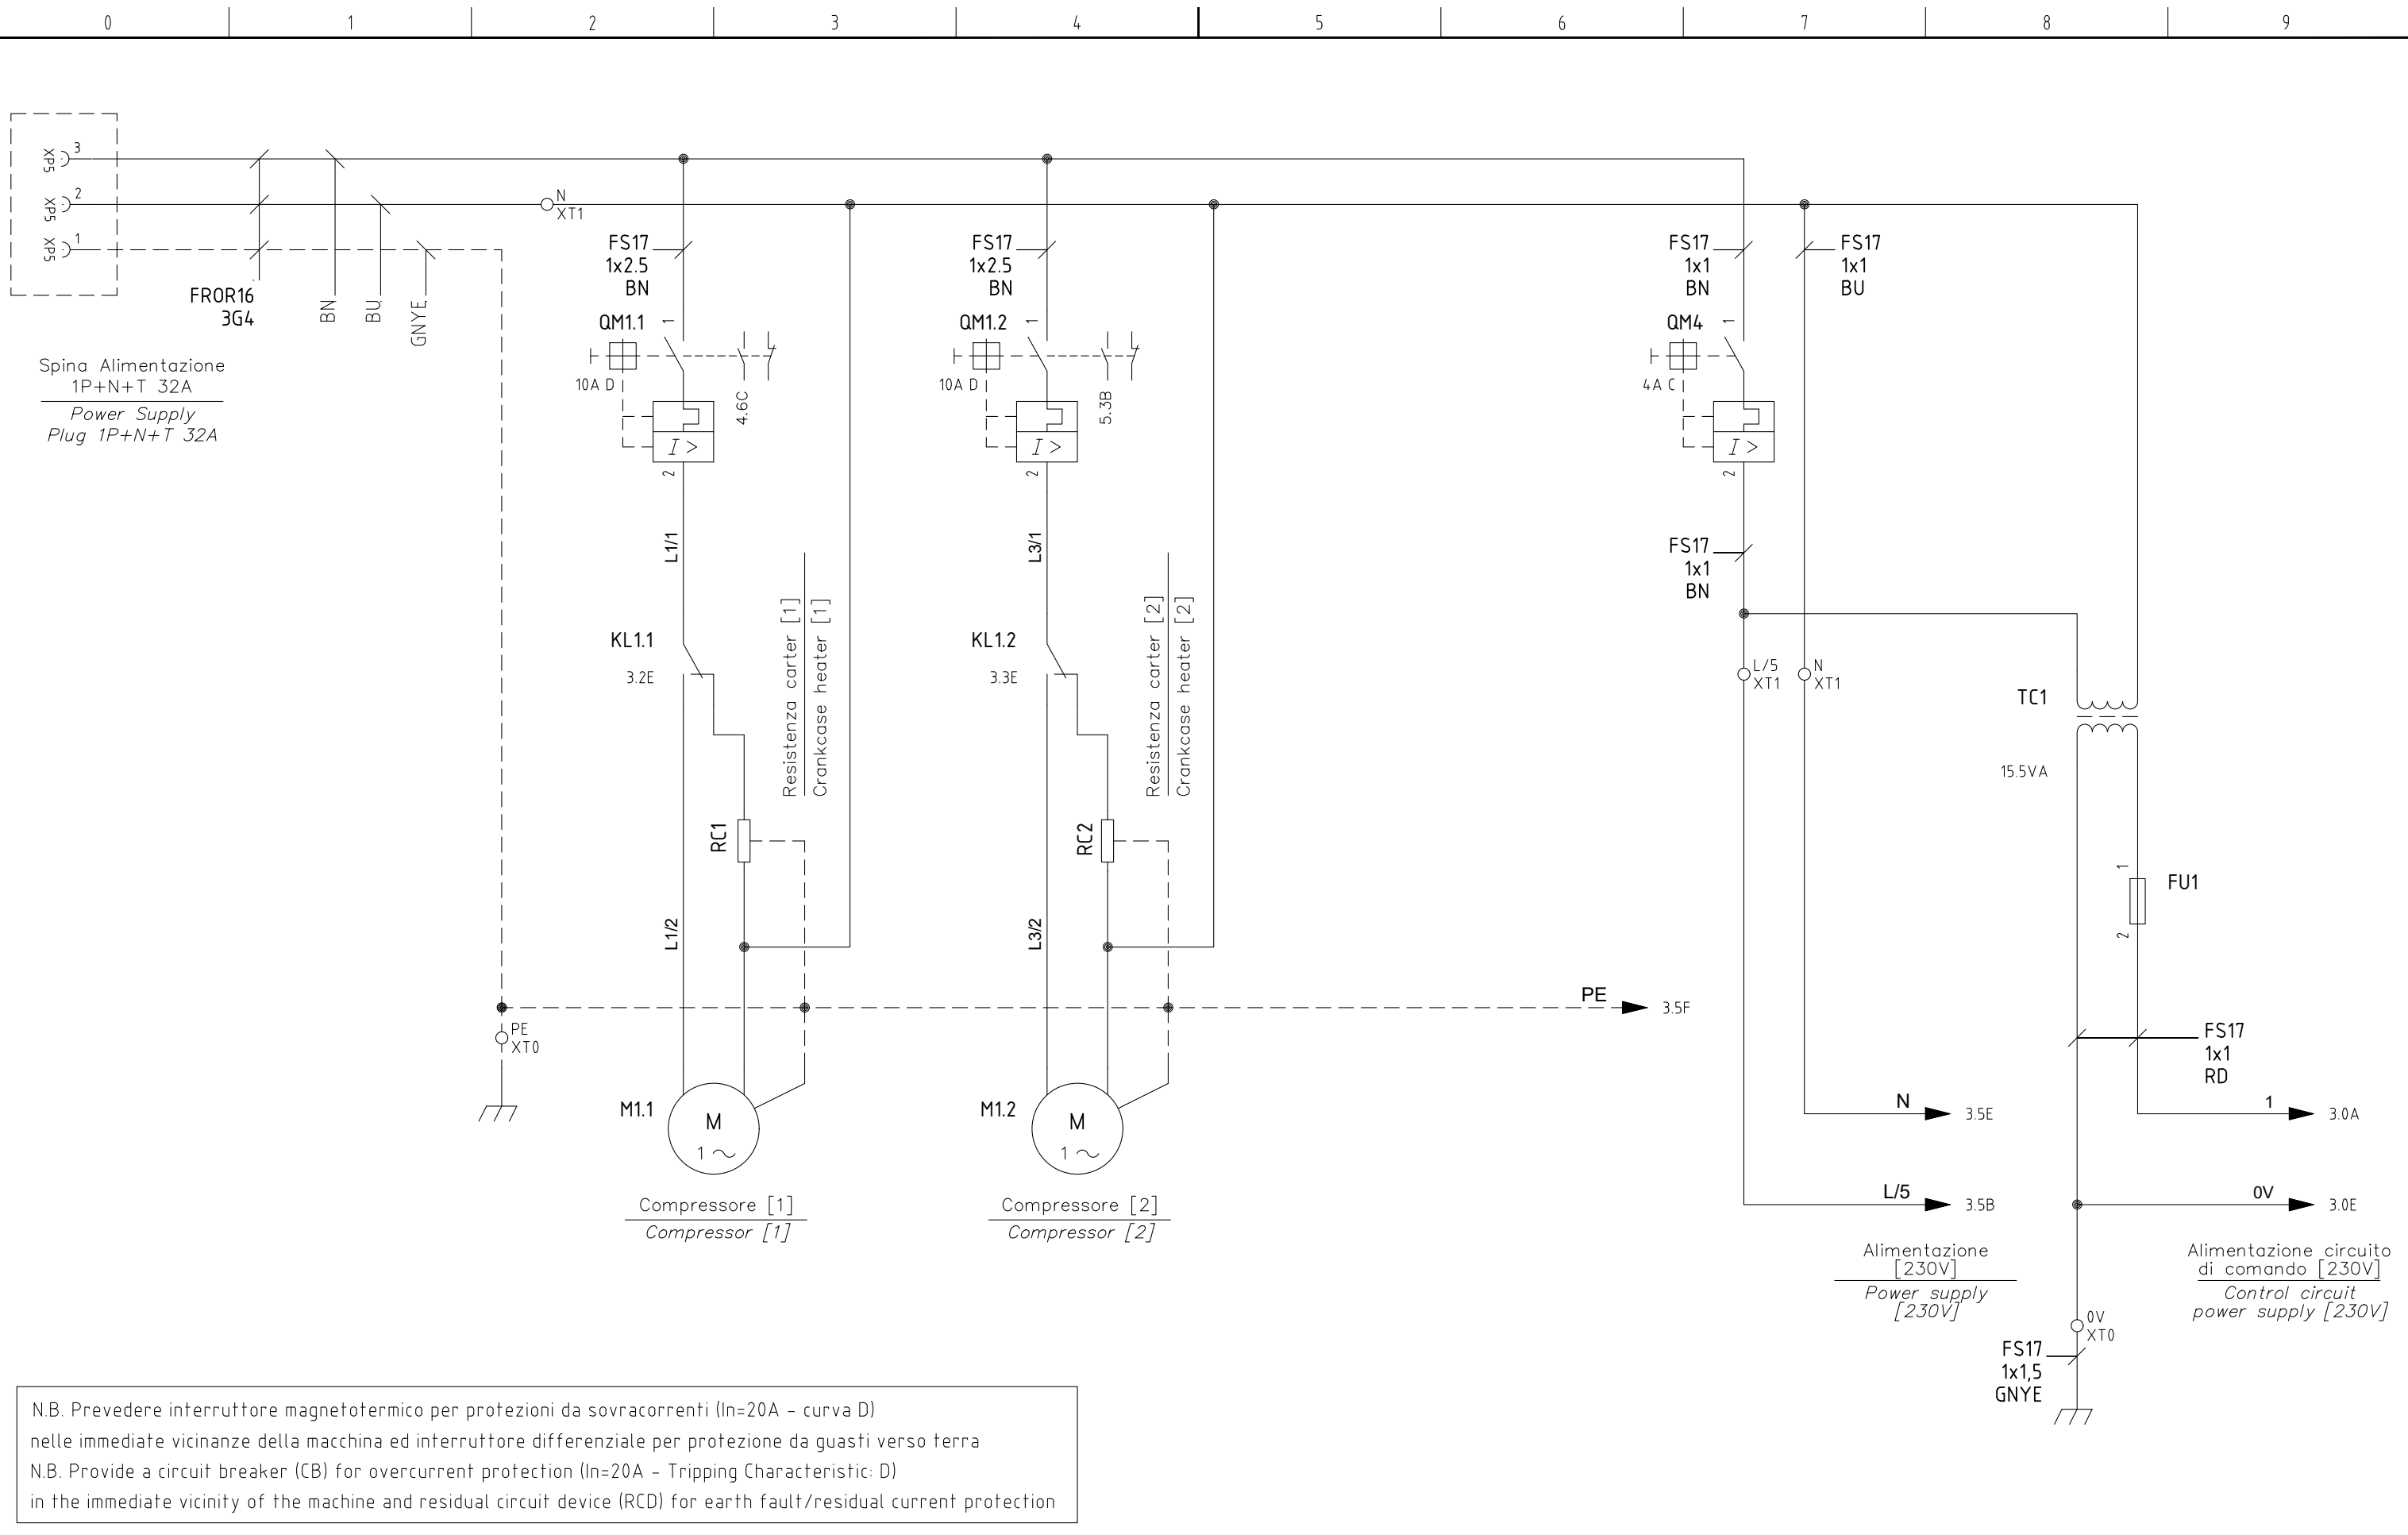 0 1 2 3 4 5 6 7 8 9
XP5 3
XP5 2
XP5 1
FROR16
3G4
BN
BU
GNYE
Spina Alimentazione
1P+N+T 32A
Power Supply
Plug 1P+N+T 32A
N
XT1
PE
XT0
FS17
1x2.5
BN
QM1.1
1
10A D
4.6C
I >
2
L1/1
KL1.1
3.2E
Resistenza carter [1]
Crankcase heater [1]
RC1
L1/2
M1.1
M
1
Compressore [1]
Compressor [1]
FS17
1x2.5
BN
QM1.2
1
10A D
5.3B
I >
2
L3/1
KL1.2
3.3E
Resistenza carter [2]
Crankcase heater [2]
RC2
L3/2
M1.2
M
1
Compressore [2]
Compressor [2]
PE
3.5F
FS17
1x1
BN
FS17
1x1
BU
QM4
1
4A C
I >
2
FS17
1x1
BN
L/5
XT1
N
XT1
TC1
15.5VA
1
FU1
2
FS17
1x1
RD
N
3.5E
1
3.0A
L/5
3.5B
0V
3.0E
Alimentazione
[230V]
Power supply
[230V]
Alimentazione circuito
di comando [230V]
Control circuit
power supply [230V]
0V
XT0
FS17
1x1,5
GNYE
N.B. Prevedere interruttore magnetotermico per protezioni da sovracorrenti (In=20A - curva D)
nelle immediate vicinanze della macchina ed interruttore differenziale per protezione da guasti verso terra
N.B. Provide a circuit breaker (CB) for overcurrent protection (In=20A - Tripping Characteristic: D)
in the immediate vicinity of the machine and residual circuit device (RCD) for earth fault/residual current protection